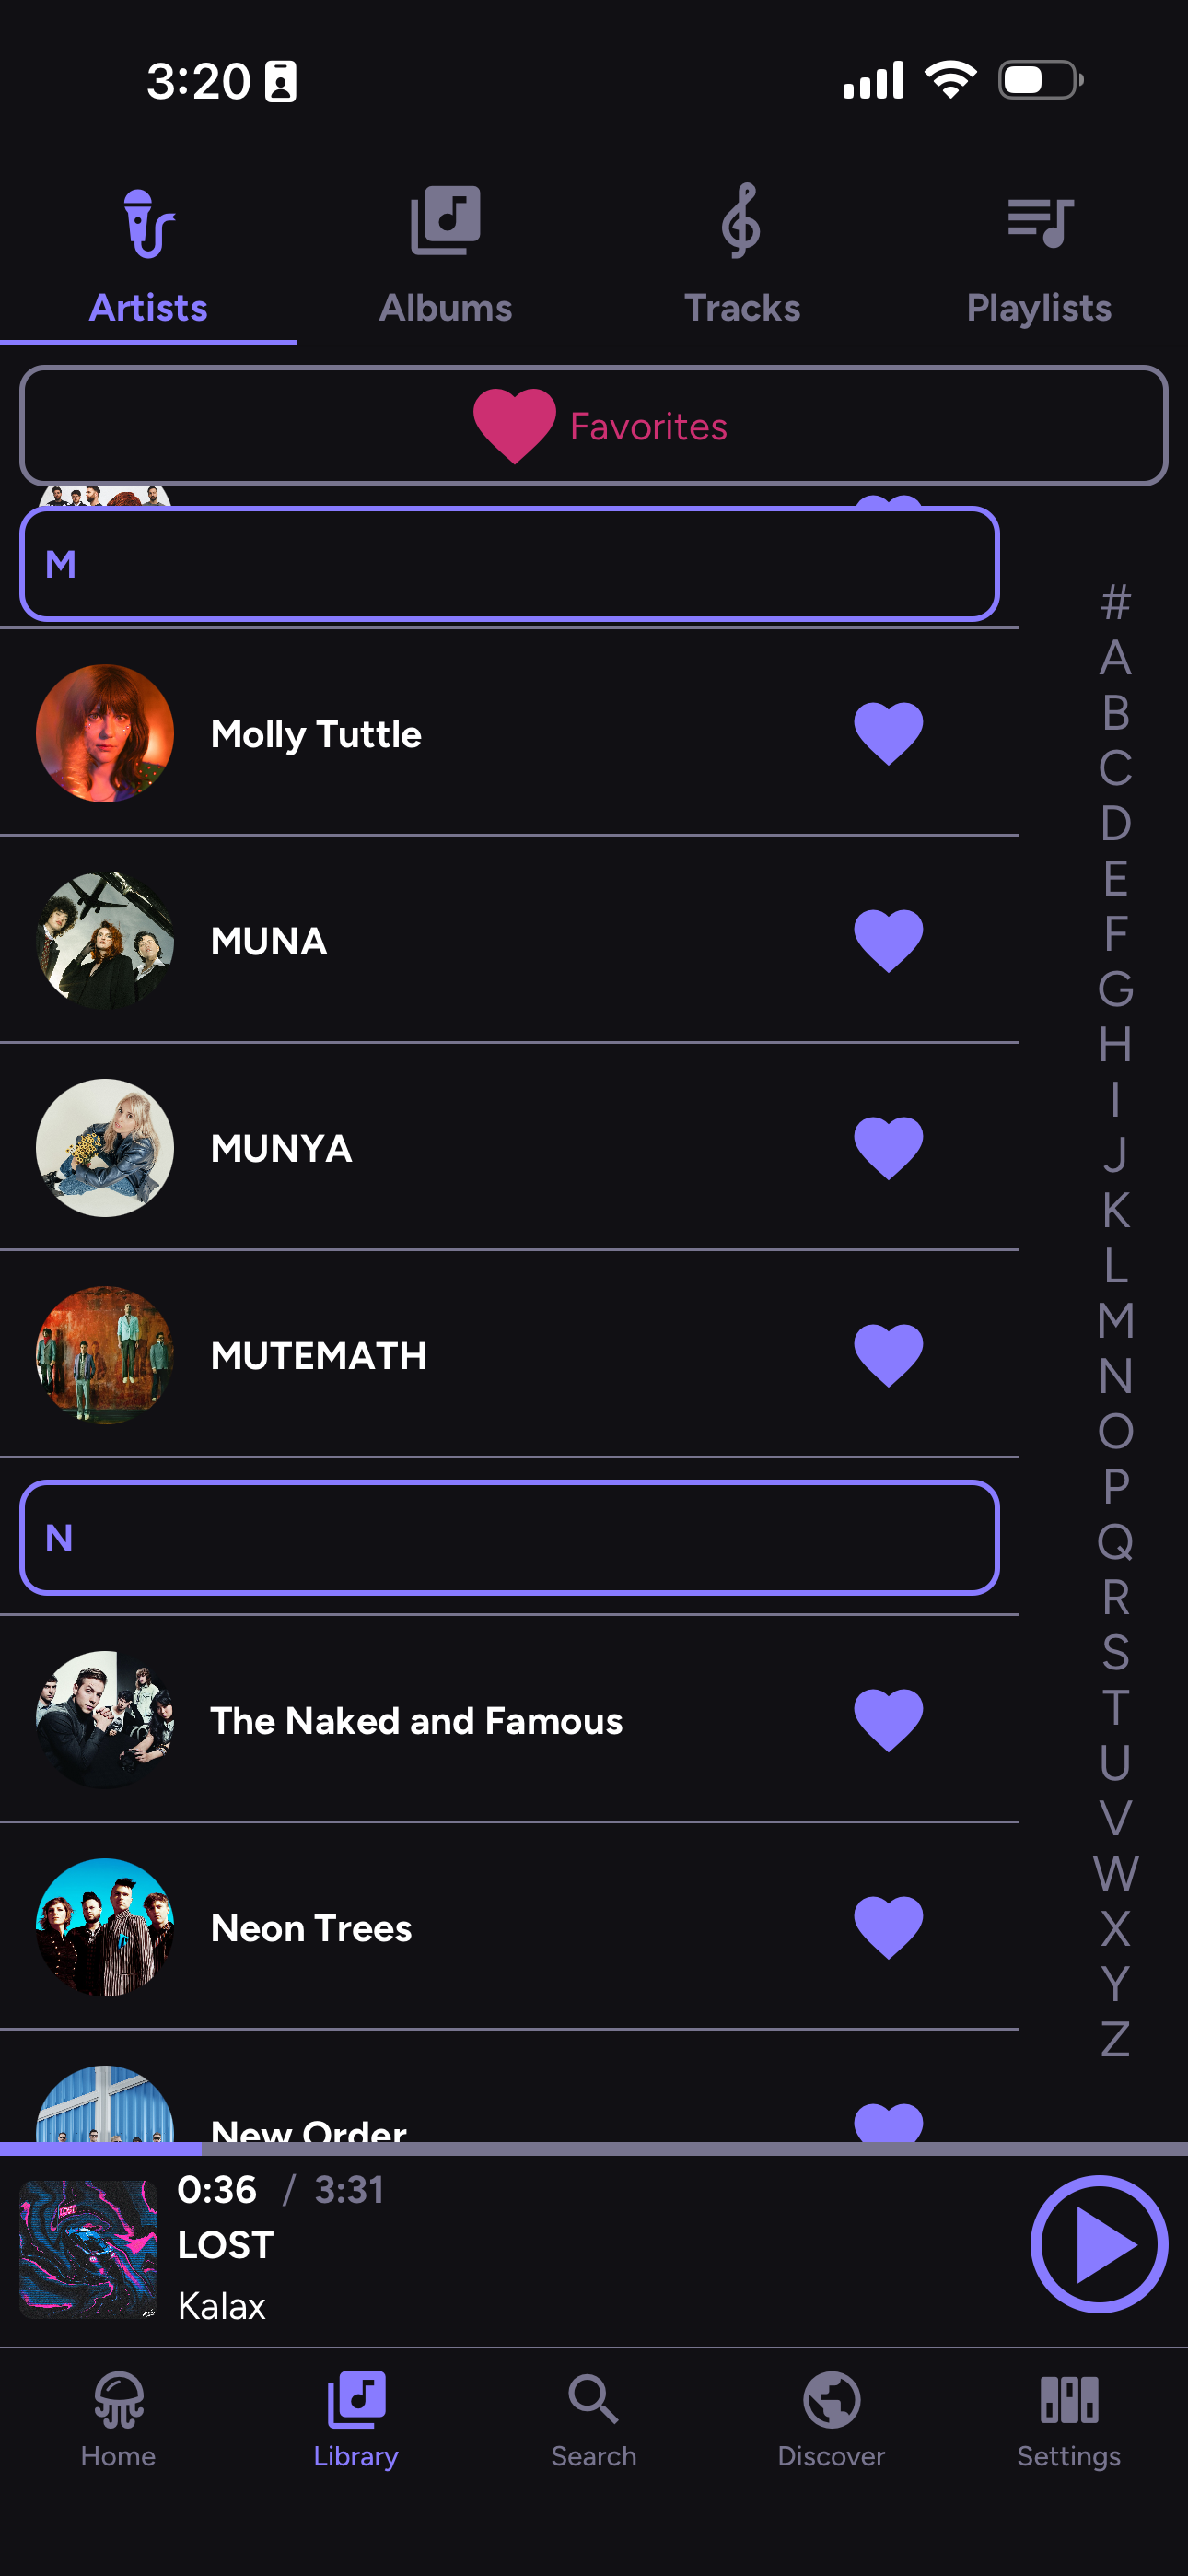 3:20
Artists
Albums
Tracks
Playlists
Favorites
M
Molly Tuttle
MUNA
MUNYA
MUTEMATH
N
The Naked and Famous
Neon Trees
New Order
#
A
B
C
D
E
F
G
H
I
J
K
L
M
N
O
P
Q
R
S
T
U
V
W
X
Y
Z
0:36 / 3:31
LOST
Kalax
Home
Library
Search
Discover
Settings